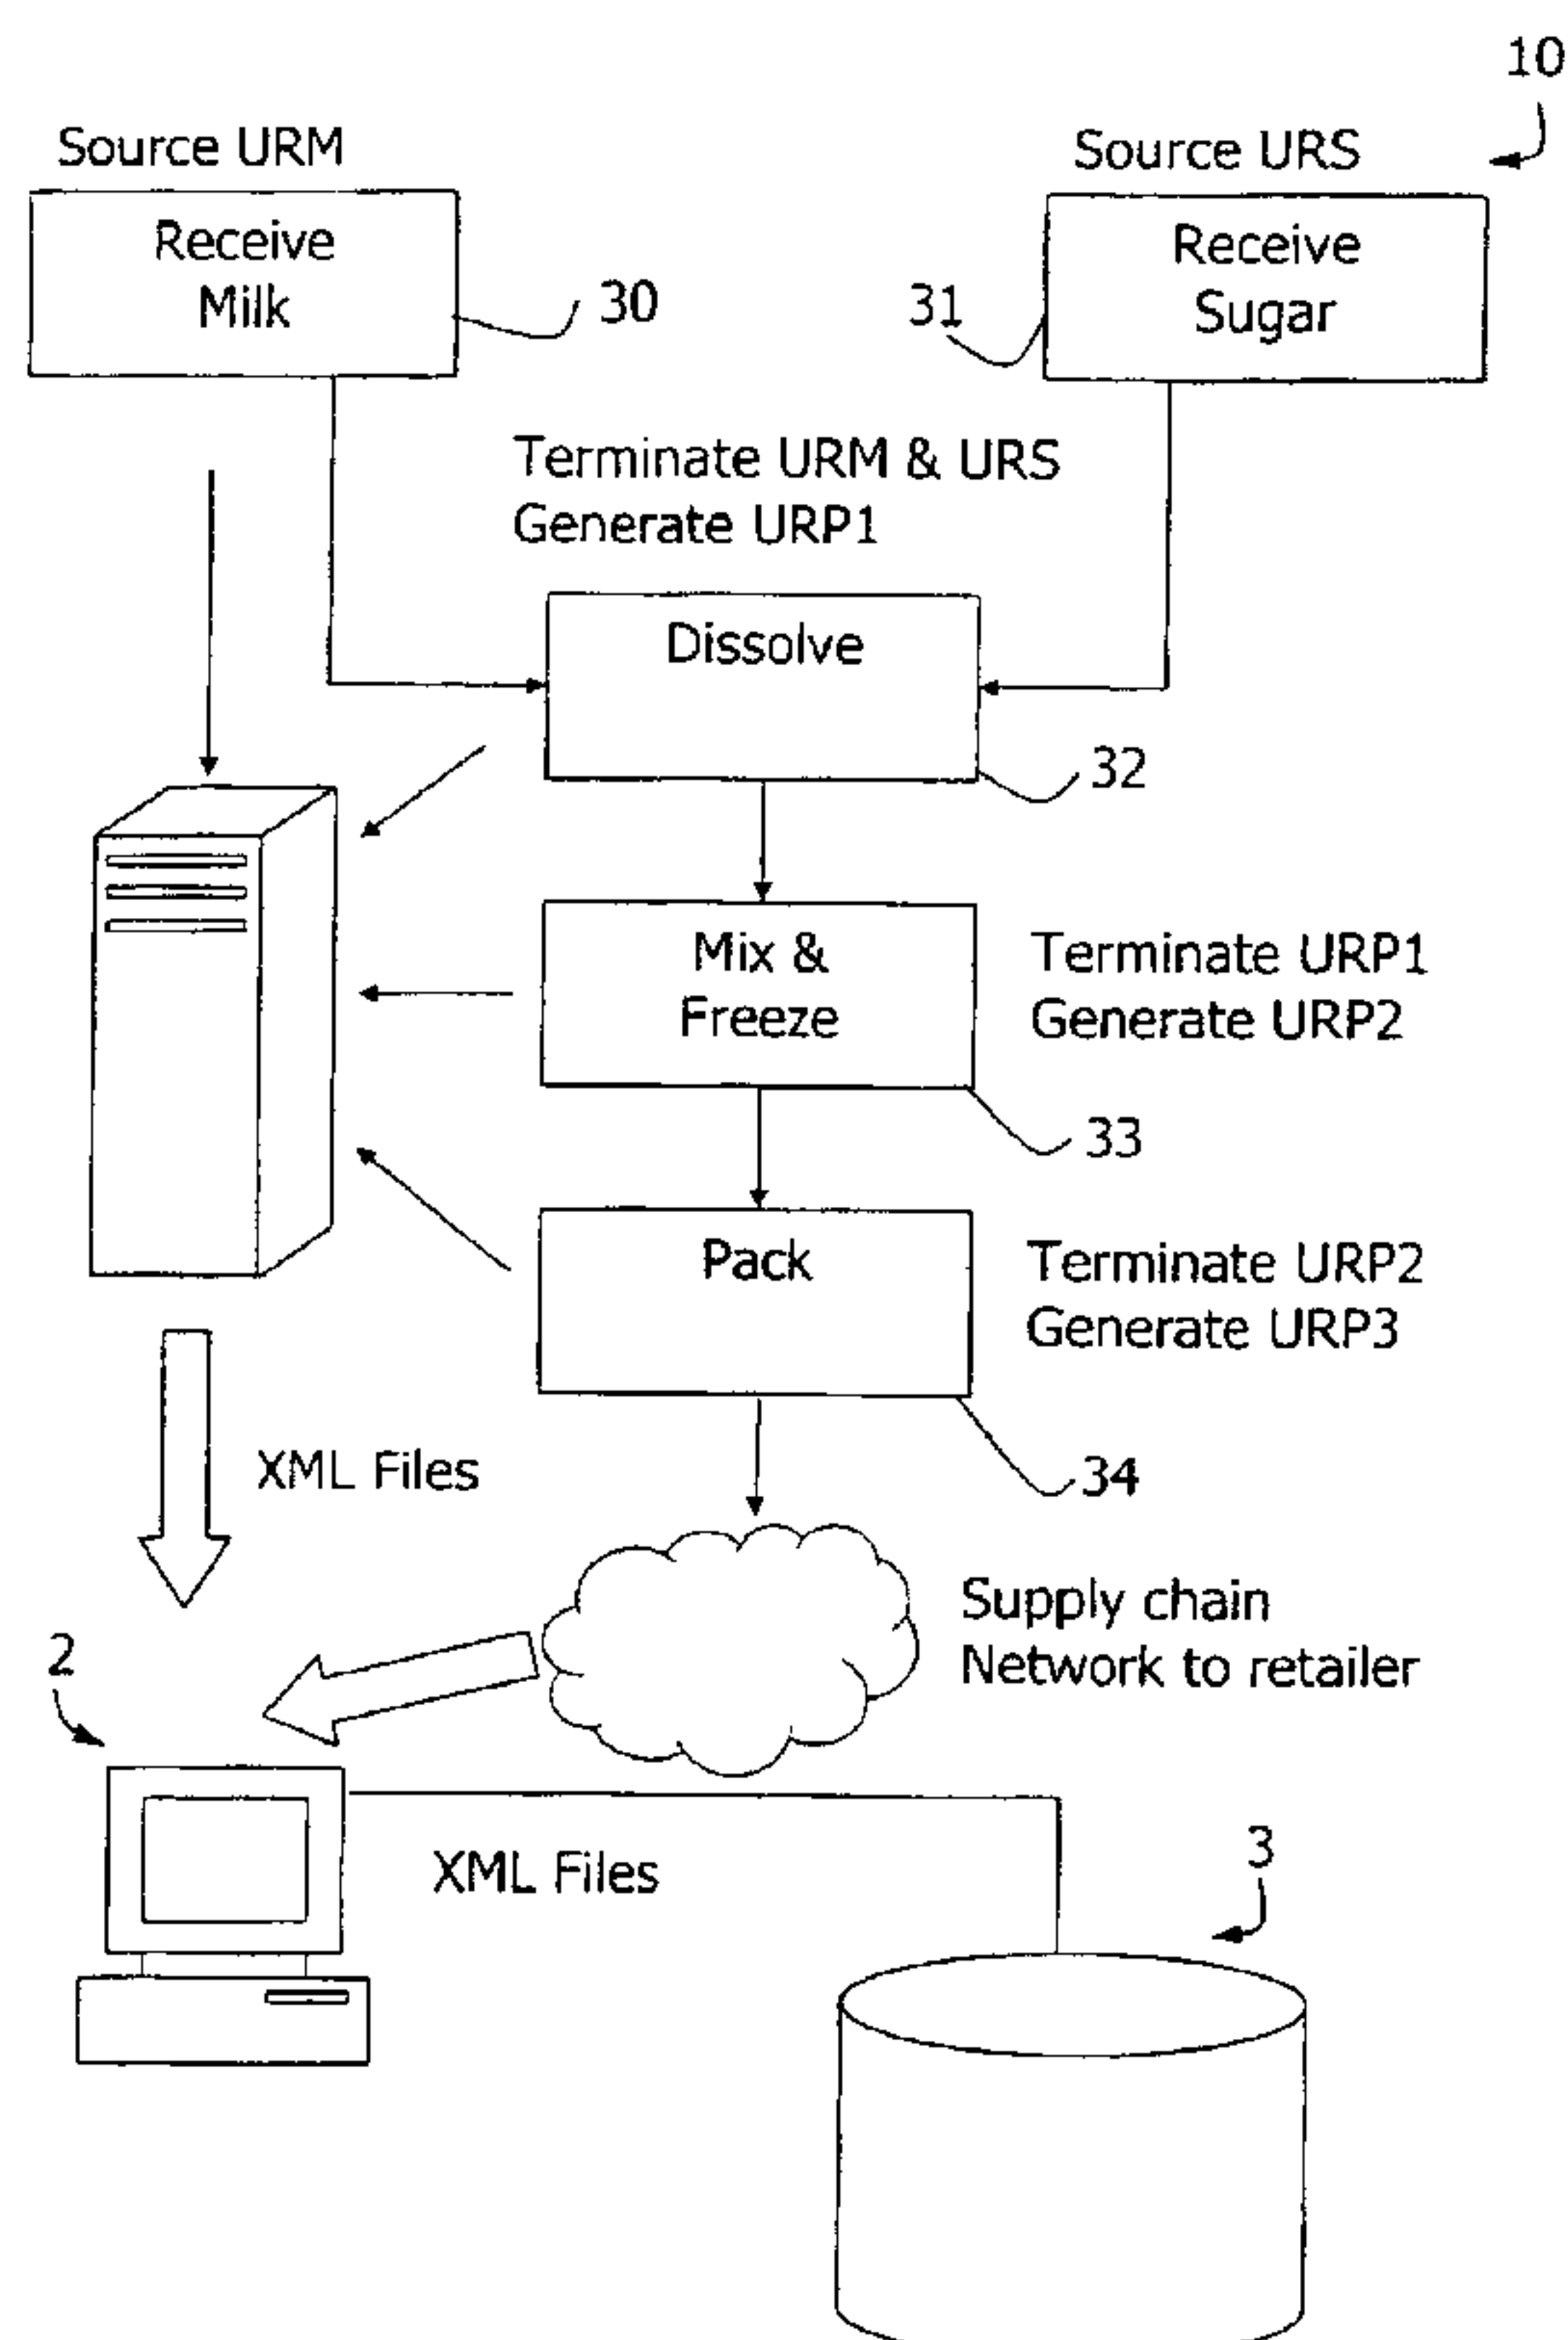 10
Source URM
Source URS
Receive
Milk
30
31
Receive
Sugar
Terminate URM & URS
Generate URP1
Dissolve
32
Mix &
Freeze
Terminate URP1
Generate URP2
33
Pack
Terminate URP2
Generate URP3
XML Files
34
Supply chain
Network to retailer
2
XML Files
3